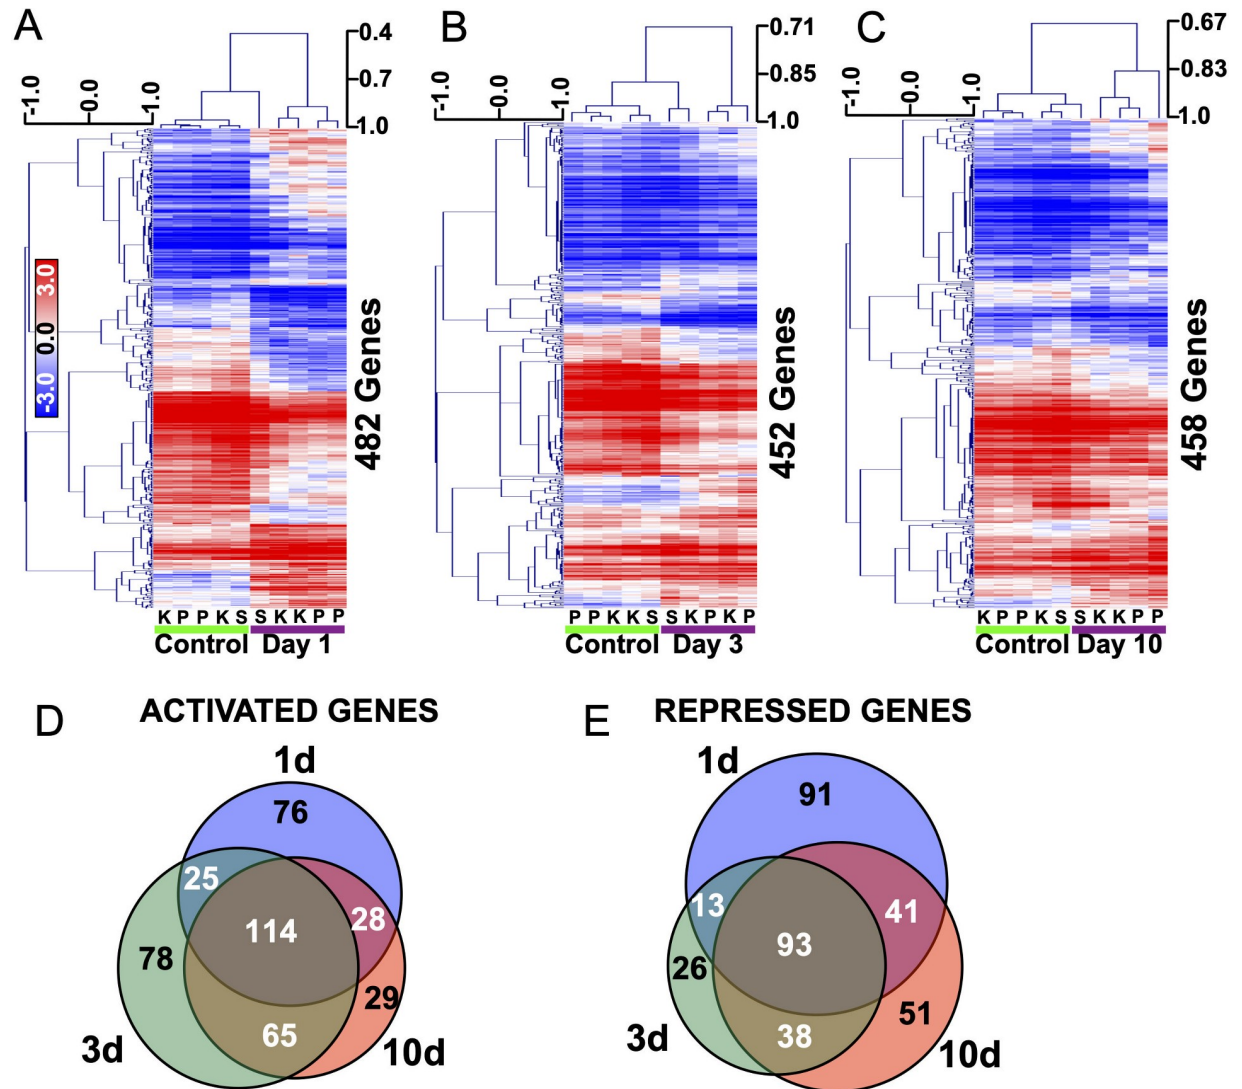 A
-1.0
0.0
1.0
0.4
0.7
1.0
3.0
0.0
-3.0
482 Genes
K P P K S S K K P P
Control Day 1
B
-1.0
0.0
1.0
0.71
0.85
1.0
452 Genes
P P K K S S K P K P
Control Day 3
C
-1.0
0.0
1.0
0.67
0.83
1.0
458 Genes
K P P K S S K K P P
Control Day 10
D
ACTIVATED GENES
1d
76
25
114
28
78
29
65
3d
10d
E
REPRESSED GENES
1d
91
13
41
93
26
51
38
3d
10d